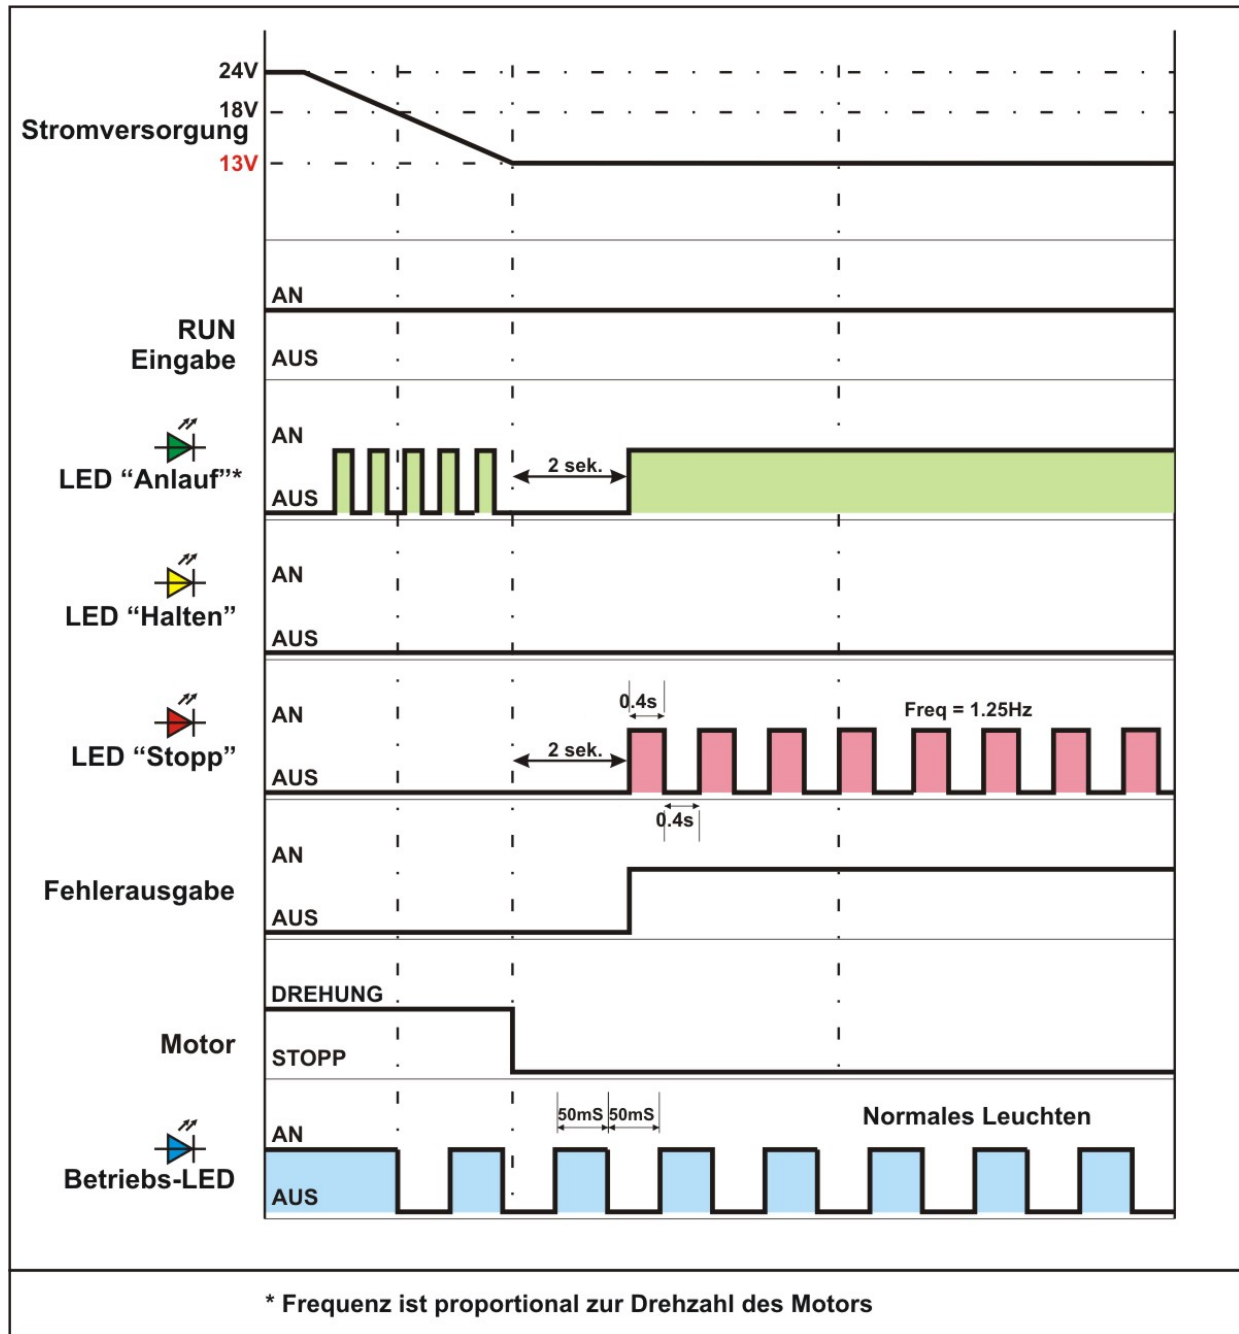 24V
18V
Stromversorgung
13V
AN
RUN
Eingabe
AUS
AN
LED “Anlauf”*
2 sek.
AUS
AN
LED “Halten”
AUS
0.4s
AN
Freq = 1.25Hz
LED “Stopp”
2 sek.
AUS
0.4s
AN
Fehlerausgabe
AUS
DREHUNG
Motor
STOPP
50mS 50mS
Normales Leuchten
AN
Betriebs-LED
AUS
* Frequenz ist proportional zur Drehzahl des Motors